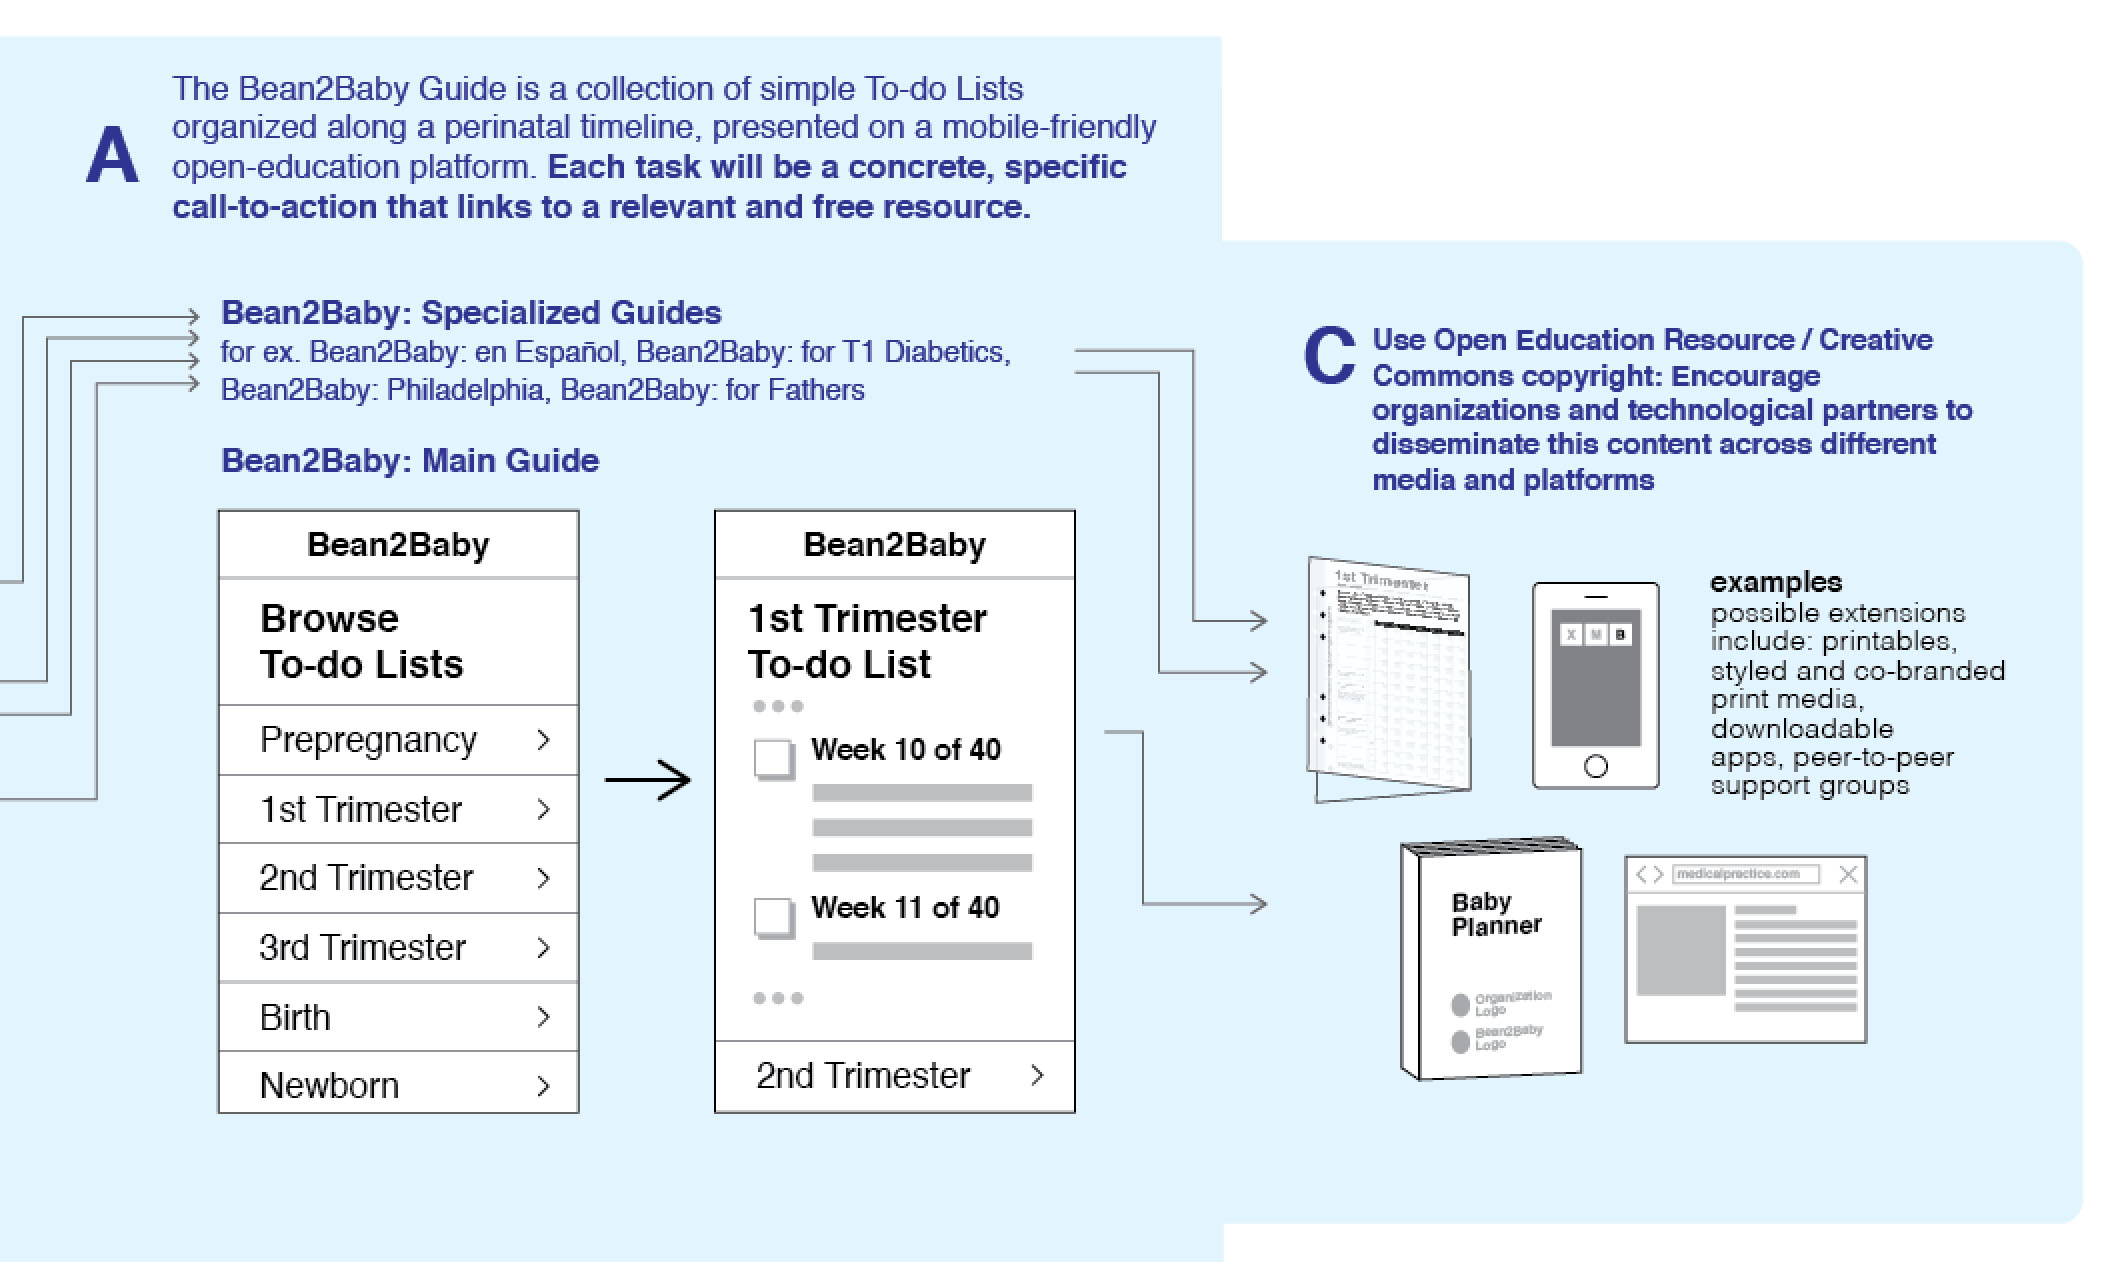 A
The Bean2Baby Guide is a collection of simple To-do Lists
organized along a perinatal timeline, presented on a mobile-friendly
open-education platform. Each task will be a concrete, specific
call-to-action that links to a relevant and free resource.
Bean2Baby: Specialized Guides
for ex. Bean2Baby: en Español, Bean2Baby: for T1 Diabetics,
Bean2Baby: Philadelphia, Bean2Baby: for Fathers
Bean2Baby: Main Guide
Bean2Baby
Browse
To-do Lists
Prepregnancy
1st Trimester
2nd Trimester
3rd Trimester
Birth
Newborn
Bean2Baby
1st Trimester
To-do List
Week 10 of 40
Week 11 of 40
2nd Trimester
C
Use Open Education Resource / Creative
Commons copyright: Encourage
organizations and technological partners to
disseminate this content across different
media and platforms
1st Trimester
X M B
examples
possible extensions
include: printables,
styled and co-branded
print media,
downloadable
apps, peer-to-peer
support groups
Baby
Planner
Organization
Logo
Bean2Baby
Logo
medicalpractice.com